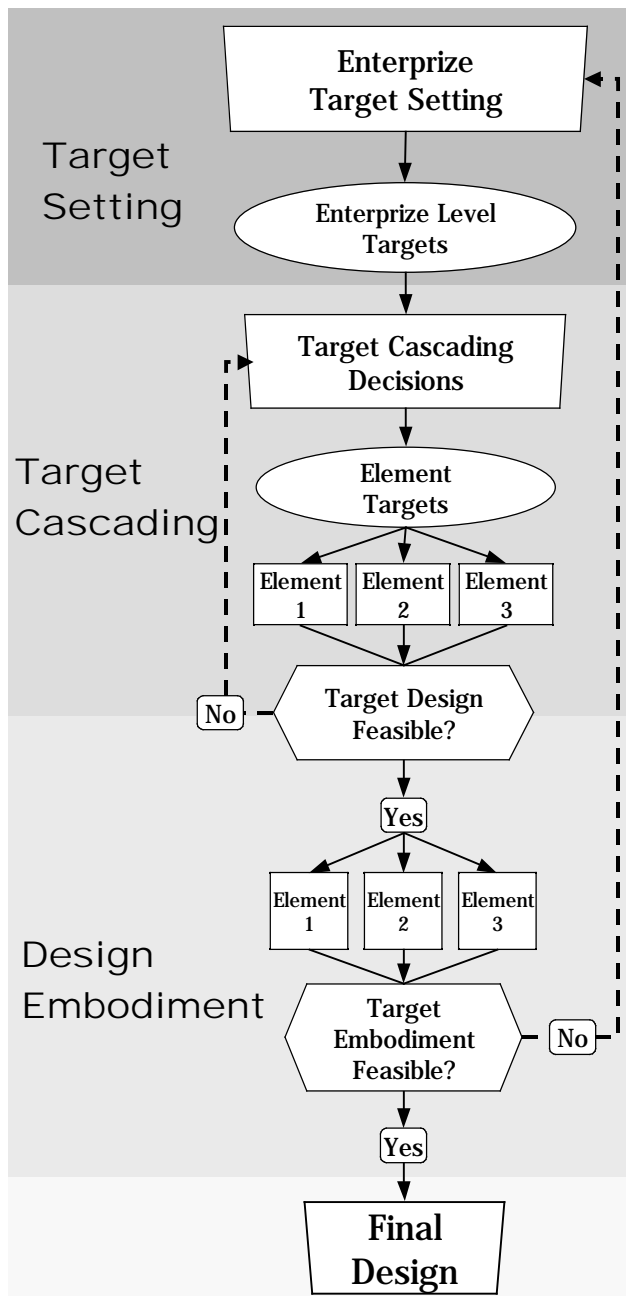 Enterprize
Target Setting
Target
Setting
Enterprize Level
Targets
Target Cascading
Decisions
Target
Cascading
Element
Targets
Element
1
Element
2
Element
3
Target Design
Feasible?
No
Yes
Element
1
Element
2
Element
3
Design
Embodiment
Target
Embodiment
Feasible?
No
Yes
Final
Design